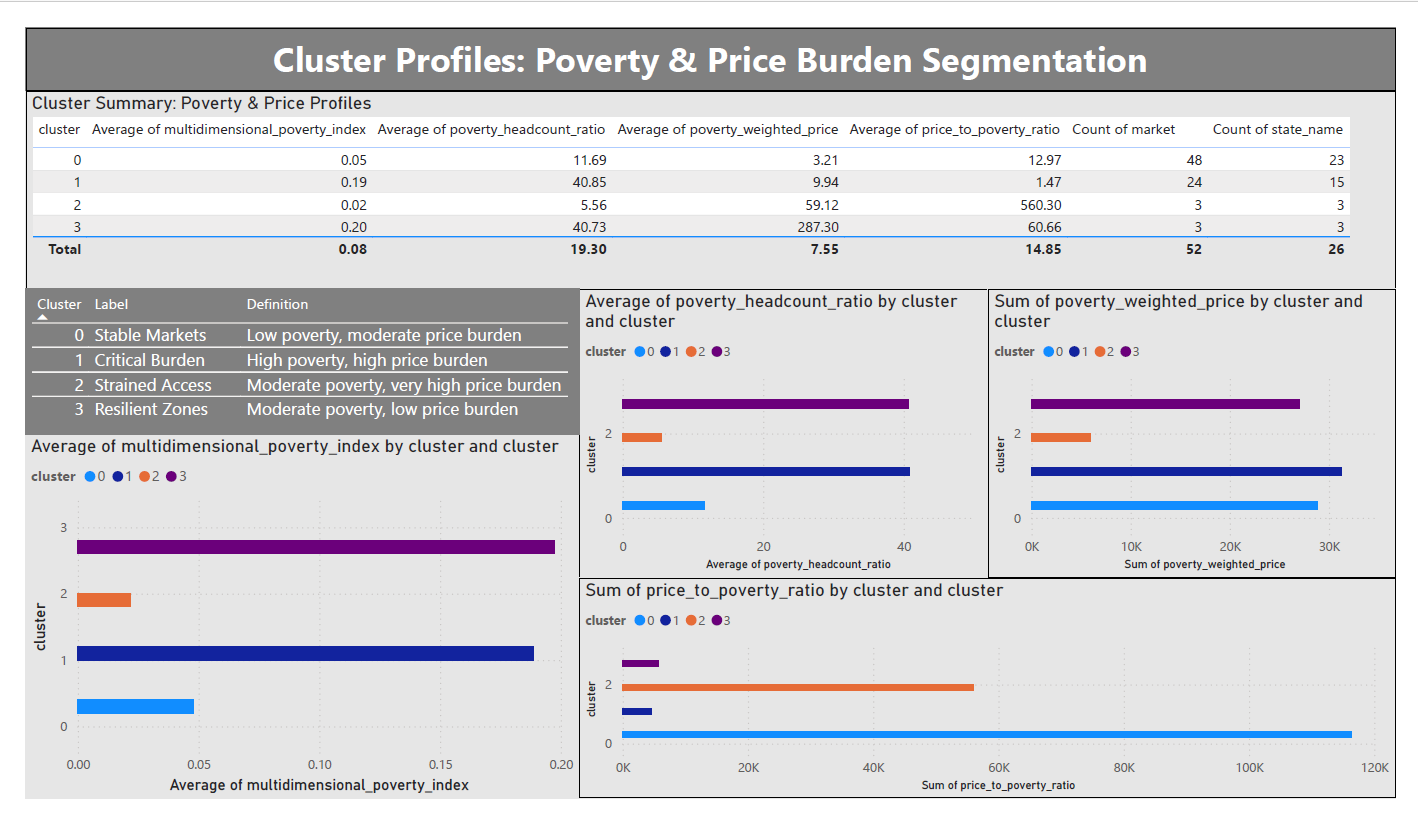 Cluster Profiles: Poverty & Price Burden Segmentation
Cluster Summary: Poverty & Price Profiles
cluster Average of multidimensional_poverty_index Average of poverty_headcount_ratio Average of poverty_weighted_price Average of price_to_poverty_ratio Count of market Count of state_name
0 0.05 11.69 3.21 12.97 48 23
1 0.19 40.85 9.94 1.47 24 15
2 0.02 5.56 59.12 560.30 3 3
3 0.20 40.73 287.30 60.66 3 3
Total 0.08 19.30 7.55 14.85 52 26
Cluster Label Definition
0 Stable Markets Low poverty, moderate price burden
1 Critical Burden High poverty, high price burden
2 Strained Access Moderate poverty, very high price burden
3 Resilient Zones Moderate poverty, low price burden
Average of multidimensional_poverty_index by cluster and cluster
cluster 0 1 2 3
cluster
3
2
1
0
0.00 0.05 0.10 0.15 0.20
Average of multidimensional_poverty_index
Average of poverty_headcount_ratio by cluster
and cluster
cluster 0 1 2 3
cluster
2
0
0 20 40
Average of poverty_headcount_ratio
Sum of poverty_weighted_price by cluster and
cluster
cluster 0 1 2 3
cluster
2
0
0K 10K 20K 30K
Sum of poverty_weighted_price
Sum of price_to_poverty_ratio by cluster and cluster
cluster 0 1 2 3
cluster
2
0
0K 20K 40K 60K 80K 100K 120K
Sum of price_to_poverty_ratio